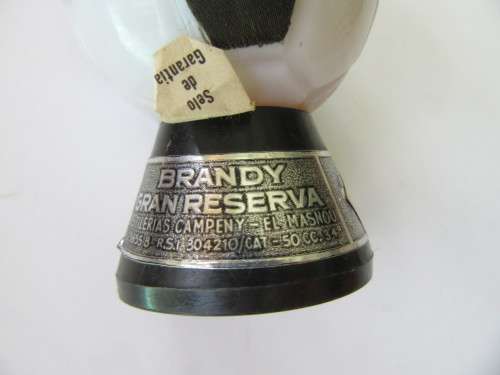 Selo
de
Garantia
BRANDY
GRAN RESERVA
CAMPENY - EL MASNOU
R.S.I. 304210/CAT - 50 CC.